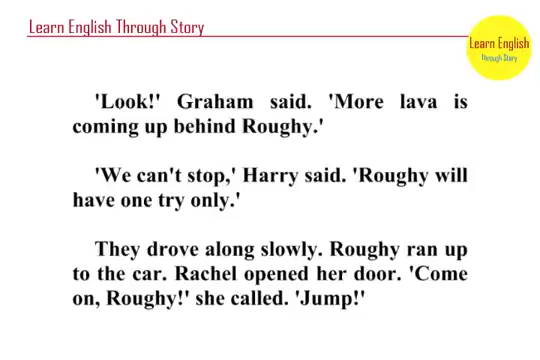 Learn English Through Story
Learn English
Through Story
'Look!' Graham said. 'More lava is
coming up behind Roughy.'
'We can't stop,' Harry said. 'Roughy will
have one try only.'
They drove along slowly. Roughy ran up
to the car. Rachel opened her door. 'Come
on, Roughy!' she called. 'Jump!'